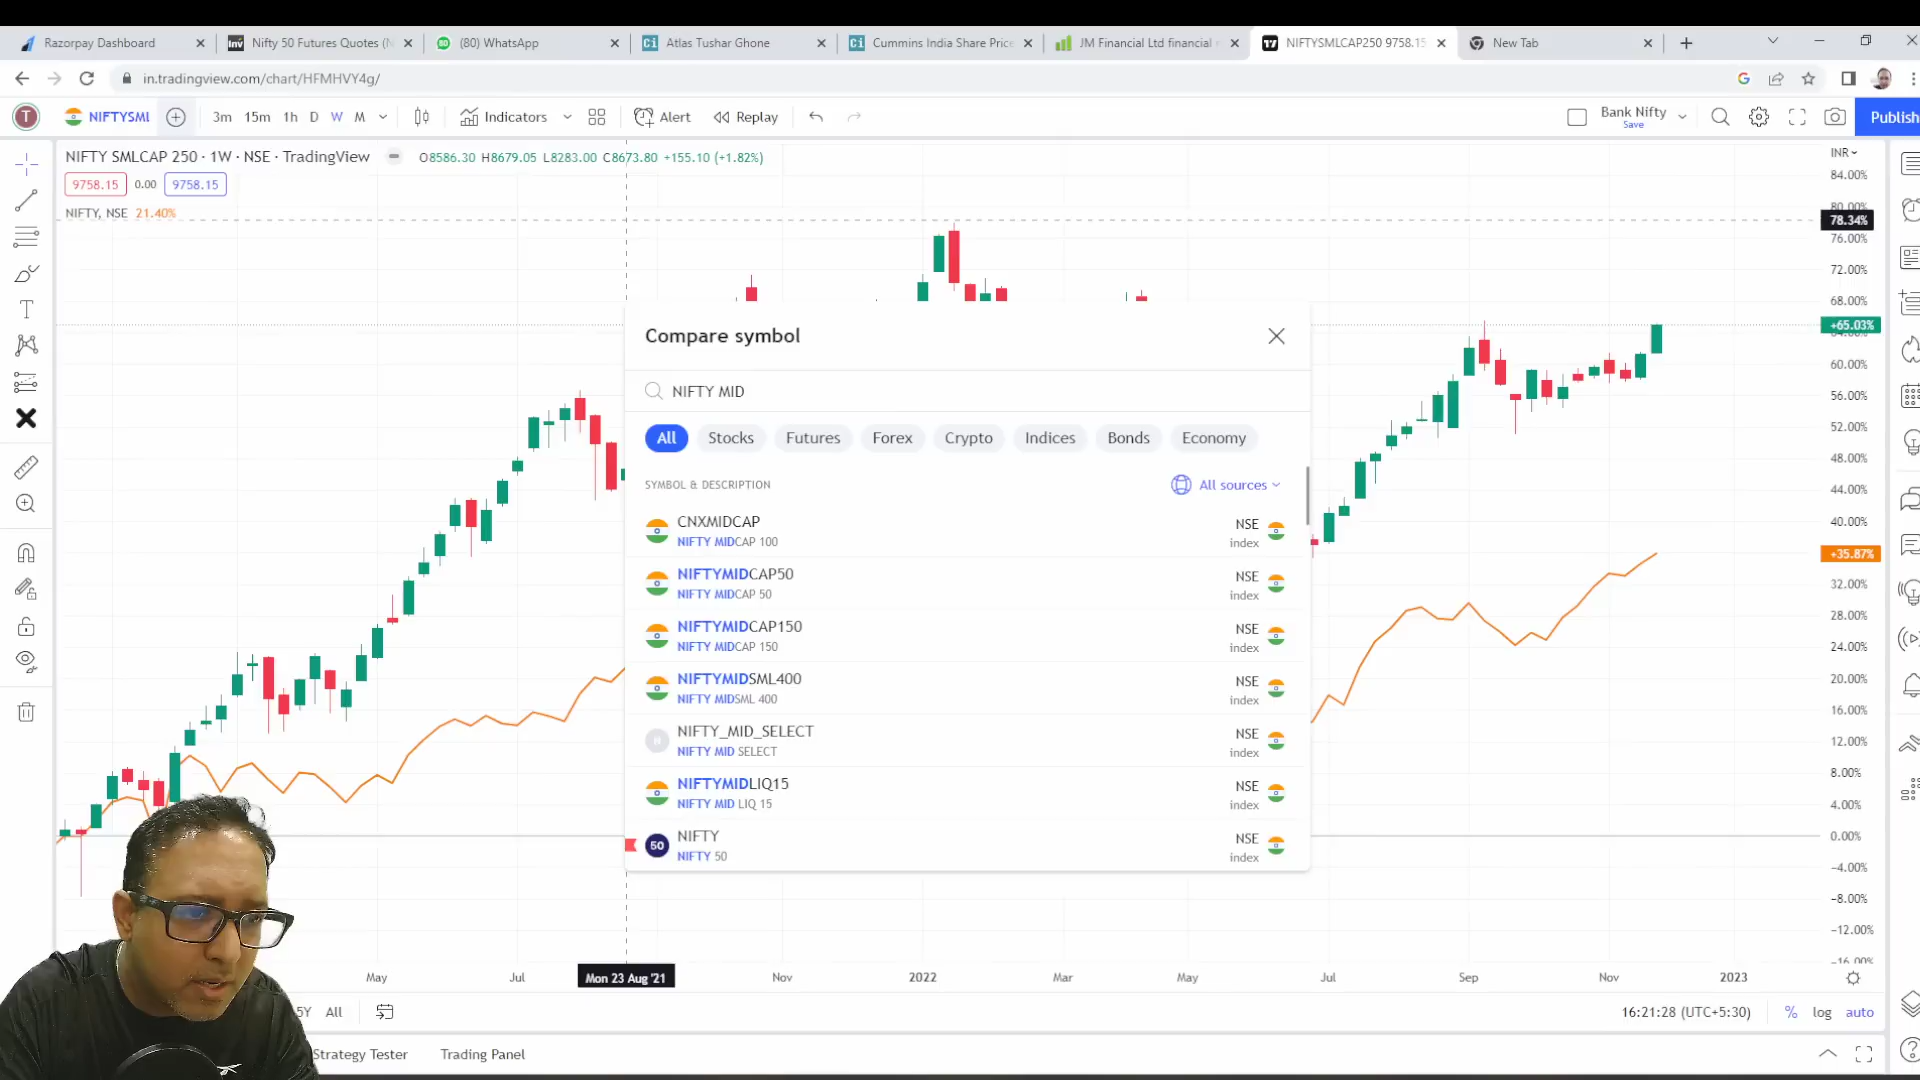 Razorpay Dashboard
Nifty 50 Futures Quotes (N
(80) WhatsApp
Atlas Tushar Ghone
Cummins India Share Price
JM Financial Ltd financial
NIFTYSMLCAP250 9758.15
New Tab
in.tradingview.com/chart/HFMHVY4g/
T
NIFTYSML
3m 15m 1h D W M
Indicators
Alert
Replay
Bank Nifty
Save
Publish
NIFTY SMLCAP 250 · 1W · NSE · TradingView
O8586.30 H8679.05 L8283.00 C8673.80 +155.10 (+1.82%)
9758.15 0.00 9758.15
NIFTY, NSE 21.40%
INR
84.00%
80.00%
78.34%
76.00%
72.00%
68.00%
+65.03%
60.00%
56.00%
52.00%
48.00%
44.00%
40.00%
+35.87%
32.00%
28.00%
24.00%
20.00%
16.00%
12.00%
8.00%
4.00%
0.00%
-4.00%
-8.00%
-12.00%
-16.00%
Compare symbol
NIFTY MID
All Stocks Futures Forex Crypto Indices Bonds Economy
SYMBOL & DESCRIPTION
All sources
CNXMIDCAP
NIFTY MIDCAP 100
NSE
index
NIFTYMIDCAP50
NIFTY MIDCAP 50
NSE
index
NIFTYMIDCAP150
NIFTY MIDCAP 150
NSE
index
NIFTYMIDSML400
NIFTY MIDSML 400
NSE
index
NIFTY_MID_SELECT
NIFTY MID SELECT
NSE
index
NIFTYMIDLIQ15
NIFTY MID LIQ 15
NSE
index
50
NIFTY
NIFTY 50
NSE
index
May Jul Mon 23 Aug '21 Nov 2022 Mar May Jul Sep Nov 2023
5Y All
16:21:28 (UTC+5:30)
% log auto
Strategy Tester
Trading Panel